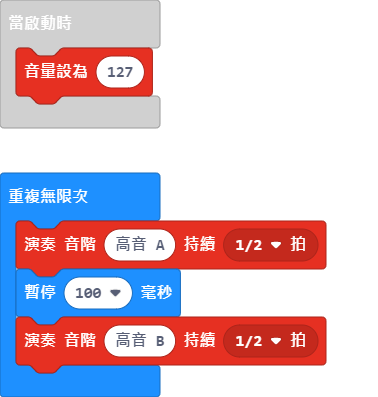 當啟動時
音量設為 127
重複無限次
演奏 音階 高音 A 持續 1/2 拍
暫停 100 毫秒
演奏 音階 高音 B 持續 1/2 拍